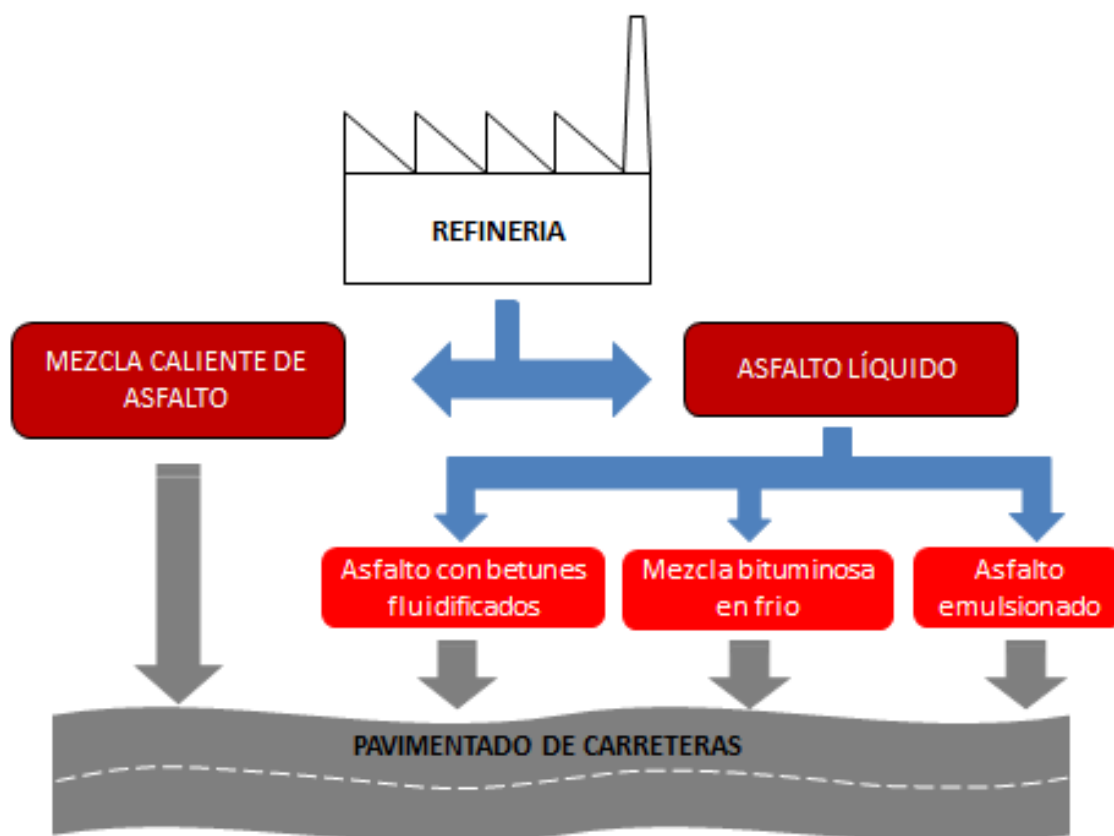 REFINERIA
MEZCLA CALIENTE DE
ASFALTO
ASFALTO LÍQUIDO
Asfalto con betunes
fluidificados
Mezcla bituminosa
en frio
Asfalto
emulsionado
PAVIMENTADO DE CARRETERAS